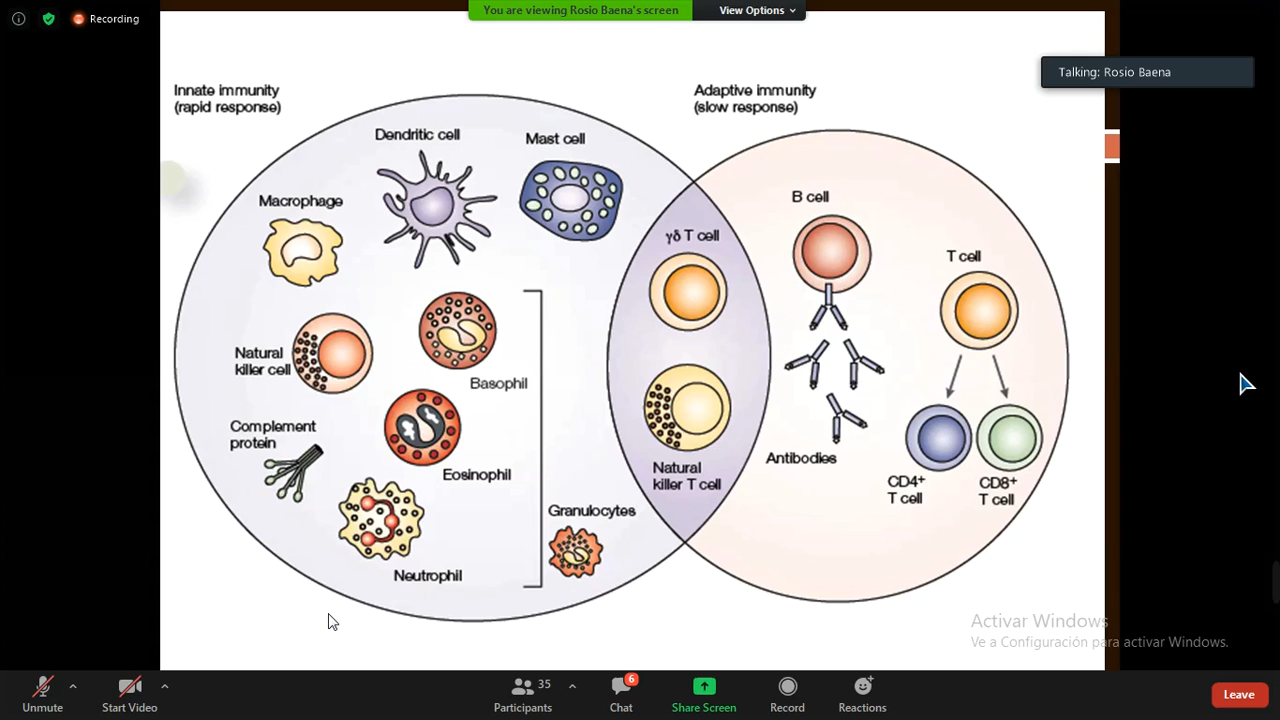 Recording
You are viewing Rosio Baena's screen
View Options
Talking: Rosio Baena
Innate immunity
(rapid response)
Adaptive immunity
(slow response)
Dendritic cell
Mast cell
Macrophage
B cell
γδ T cell
T cell
Natural
killer cell
Basophil
Complement
protein
Eosinophil
Natural
killer T cell
Antibodies
CD4+
T cell
CD8+
T cell
Granulocytes
Neutrophil
Activar Windows
Ve a Configuración para activar Windows.
35
6
Unmute
Start Video
Participants
Chat
Share Screen
Record
Reactions
Leave